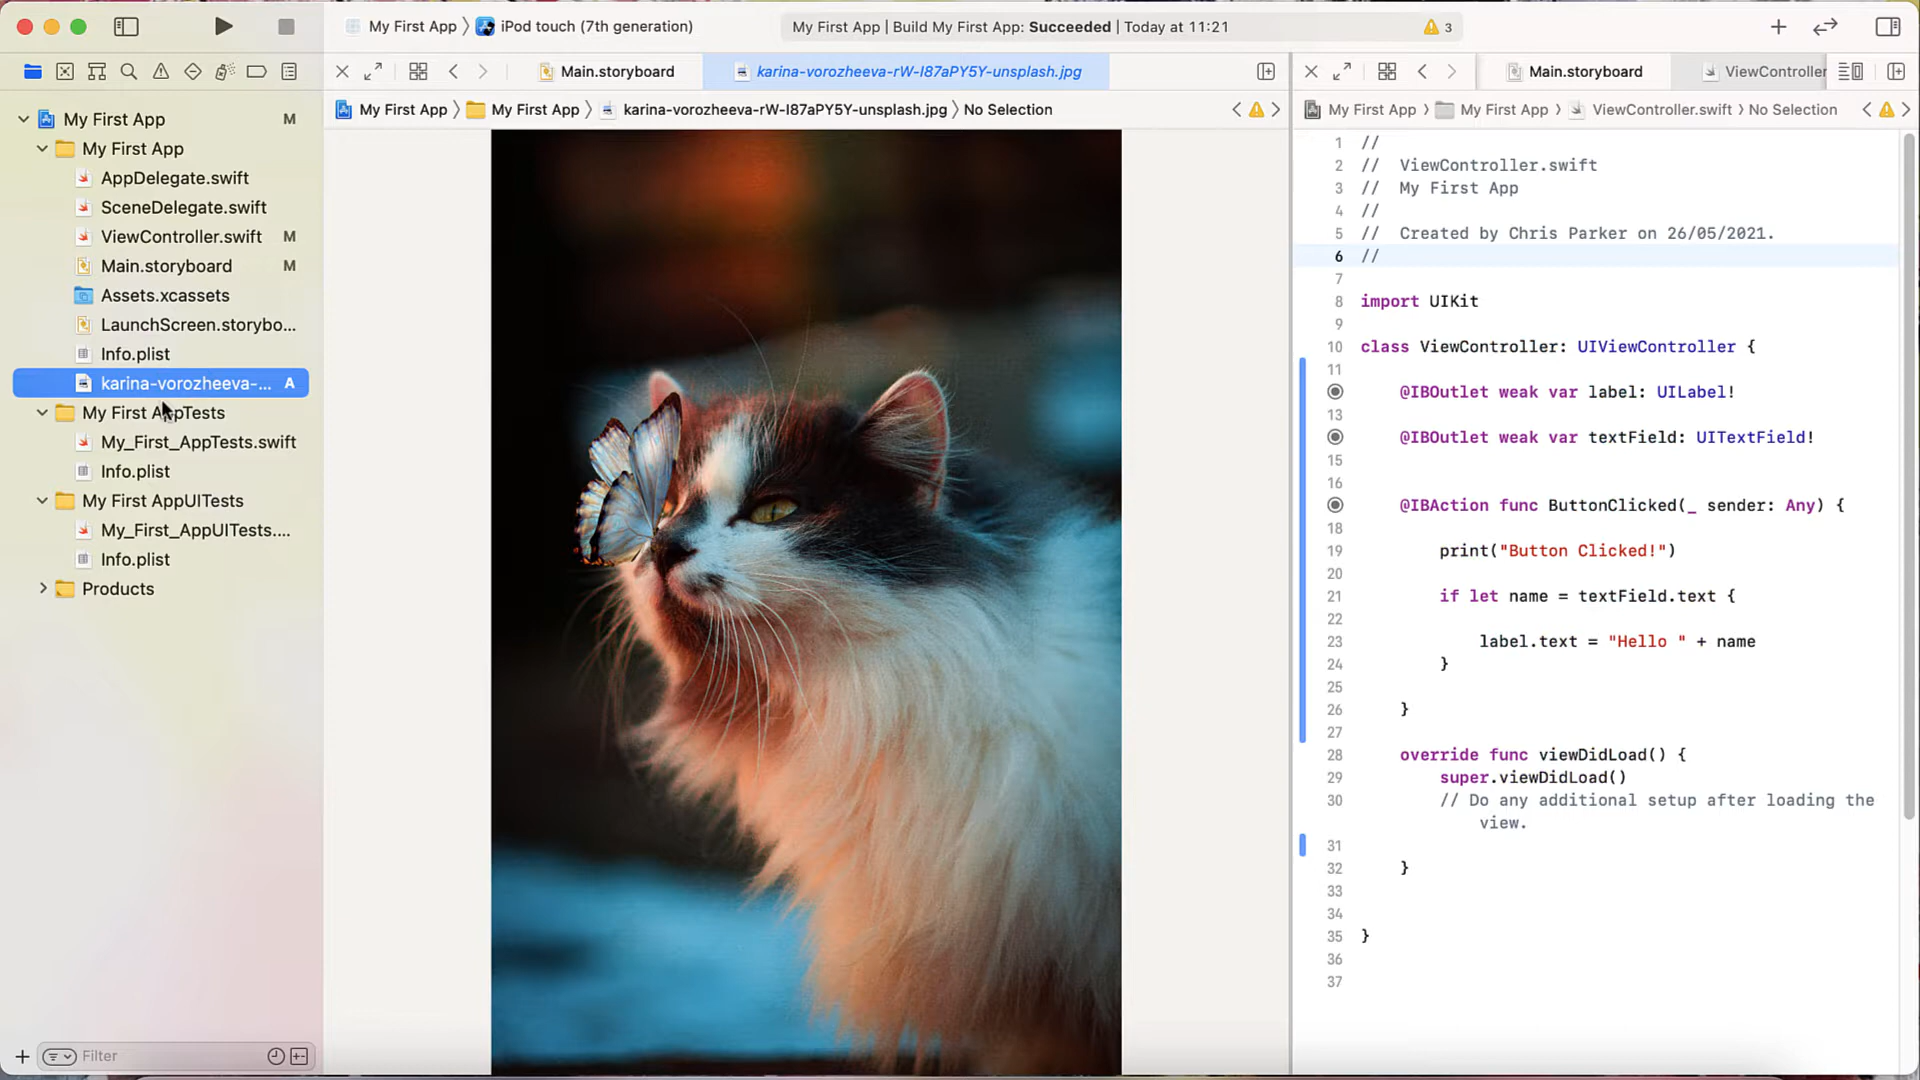 My First App 〉 iPod touch (7th generation)
My First App | Build My First App: Succeeded | Today at 11:21
3
My First App M
My First App
AppDelegate.swift
SceneDelegate.swift
ViewController.swift M
Main.storyboard M
Assets.xcassets
LaunchScreen.storybo...
Info.plist
karina-vorozheeva-... A
My First AppTests
My_First_AppTests.swift
Info.plist
My First AppUITests
My_First_AppUITests....
Info.plist
Products
Filter
Main.storyboard
karina-vorozheeva-rW-I87aPY5Y-unsplash.jpg
My First App 〉 My First App 〉 karina-vorozheeva-rW-I87aPY5Y-unsplash.jpg 〉 No Selection
Main.storyboard
ViewController
My First App 〉 My First App 〉 ViewController.swift 〉 No Selection
1 //
2 // ViewController.swift
3 // My First App
4 //
5 // Created by Chris Parker on 26/05/2021.
6 //
7
8 import UIKit
9
10 class ViewController: UIViewController {
11
@IBOutlet weak var label: UILabel!
13
@IBOutlet weak var textField: UITextField!
15
16
@IBAction func ButtonClicked(_ sender: Any) {
18
19 print("Button Clicked!")
20
21 if let name = textField.text {
22
23 label.text = "Hello " + name
24 }
25
26 }
27
28 override func viewDidLoad() {
29 super.viewDidLoad()
30 // Do any additional setup after loading the
view.
31
32 }
33
34
35 }
36
37